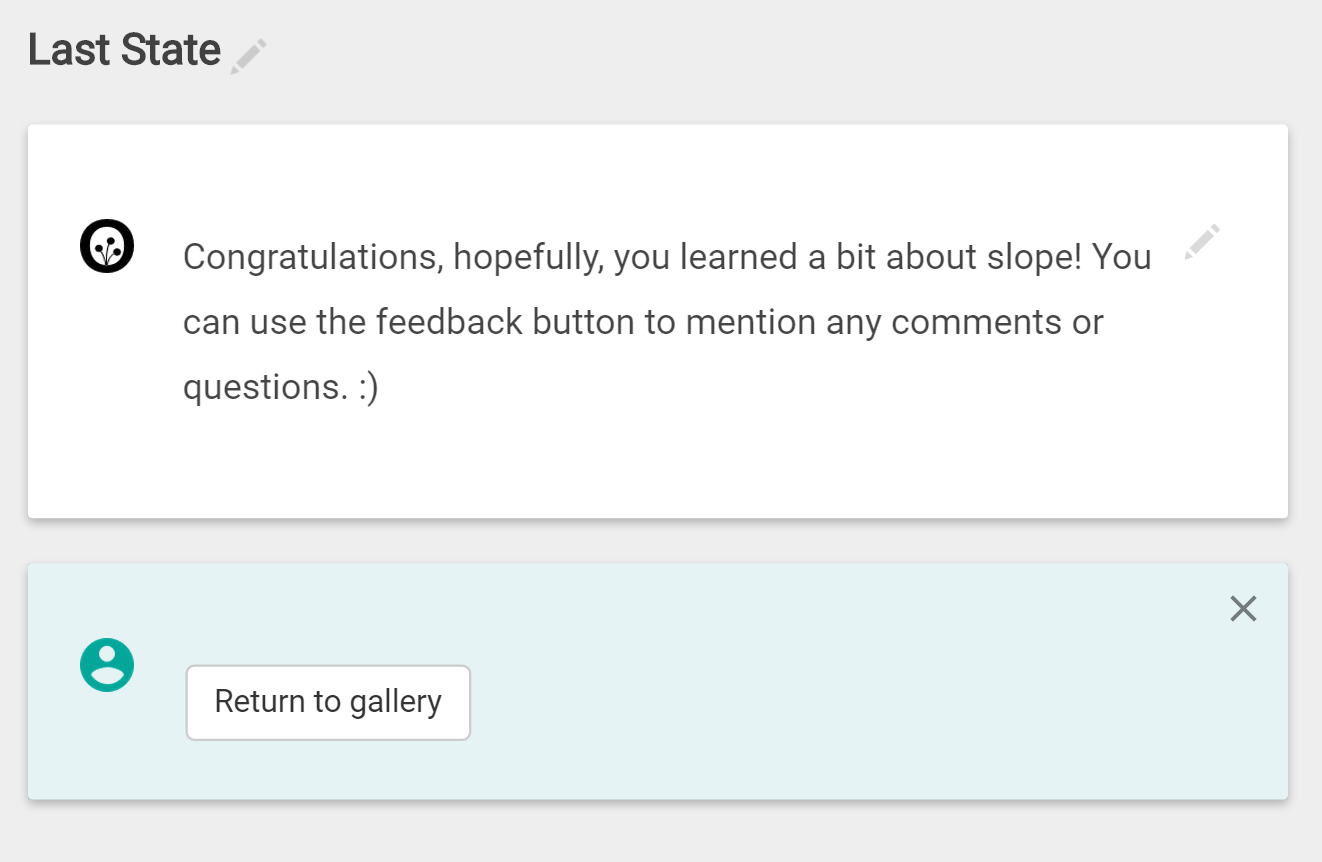 Last State
Congratulations, hopefully, you learned a bit about slope! You
can use the feedback button to mention any comments or
questions. :)
Return to gallery